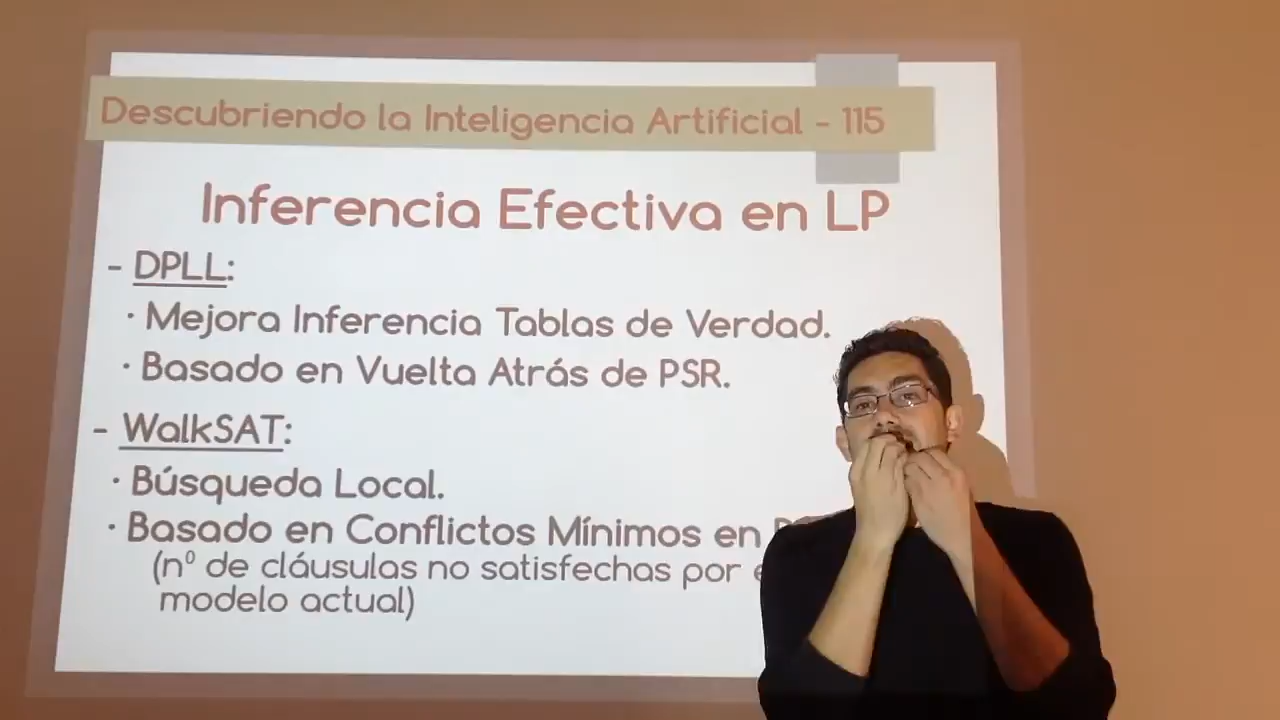 Descubriendo la Inteligencia Artificial - 115
Inferencia Efectiva en LP
- DPLL:
· Mejora Inferencia Tablas de Verdad.
· Basado en Vuelta Atrás de PSR.
- WalkSAT:
· Búsqueda Local.
· Basado en Conflictos Mínimos en
(nº de cláusulas no satisfechas por
modelo actual)